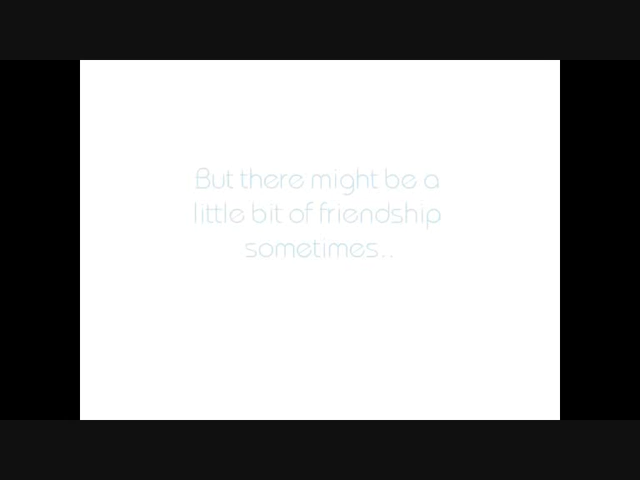 But there might be a
little bit of friendship
sometimes..